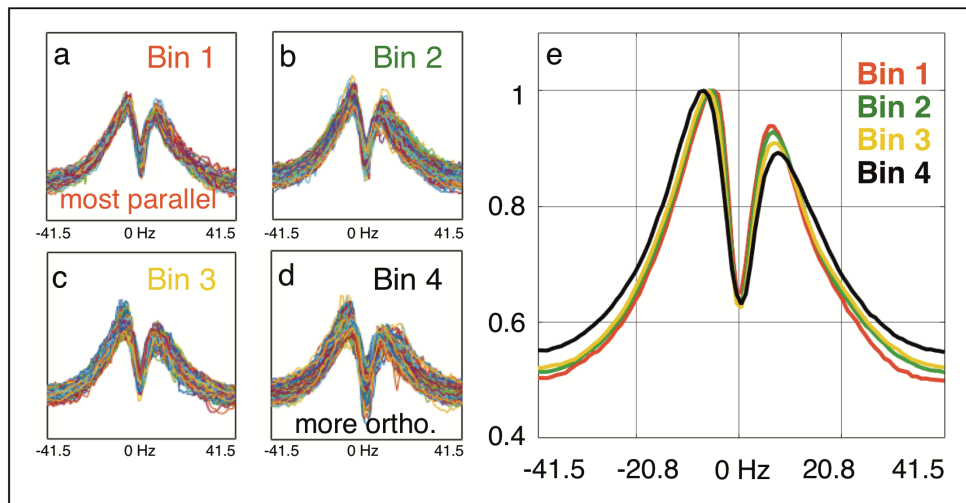 a Bin 1
most parallel
-41.5 0 Hz 41.5
b Bin 2
-41.5 0 Hz 41.5
c Bin 3
-41.5 0 Hz 41.5
d Bin 4
more ortho.
-41.5 0 Hz 41.5
e
Bin 1
Bin 2
Bin 3
Bin 4
1
0.8
0.6
0.4
-41.5 -20.8 0 Hz 20.8 41.5